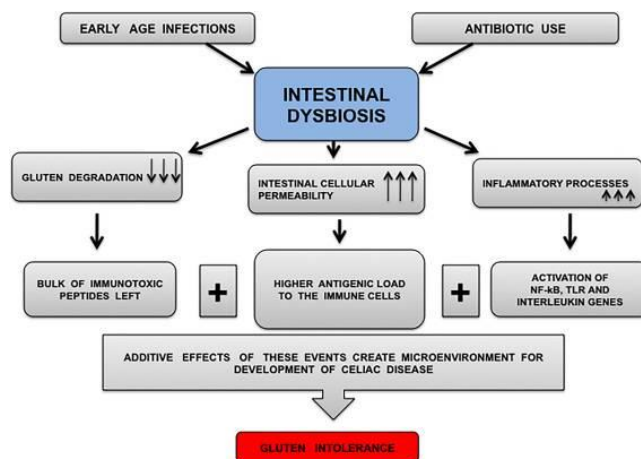 EARLY AGE INFECTIONS
ANTIBIOTIC USE
INTESTINAL
DYSBIOSIS
GLUTEN DEGRADATION ↓↓↓
INTESTINAL CELLULAR
PERMEABILITY ↑↑↑
INFLAMMATORY PROCESSES
↑↑↑
BULK OF IMMUNOTOXIC
PEPTIDES LEFT
+
HIGHER ANTIGENIC LOAD
TO THE IMMUNE CELLS
+
ACTIVATION OF
NF-kB, TLR AND
INTERLEUKIN GENES
ADDITIVE EFFECTS OF THESE EVENTS CREATE MICROENVIRONMENT FOR
DEVELOPMENT OF CELIAC DISEASE
GLUTEN INTOLERANCE